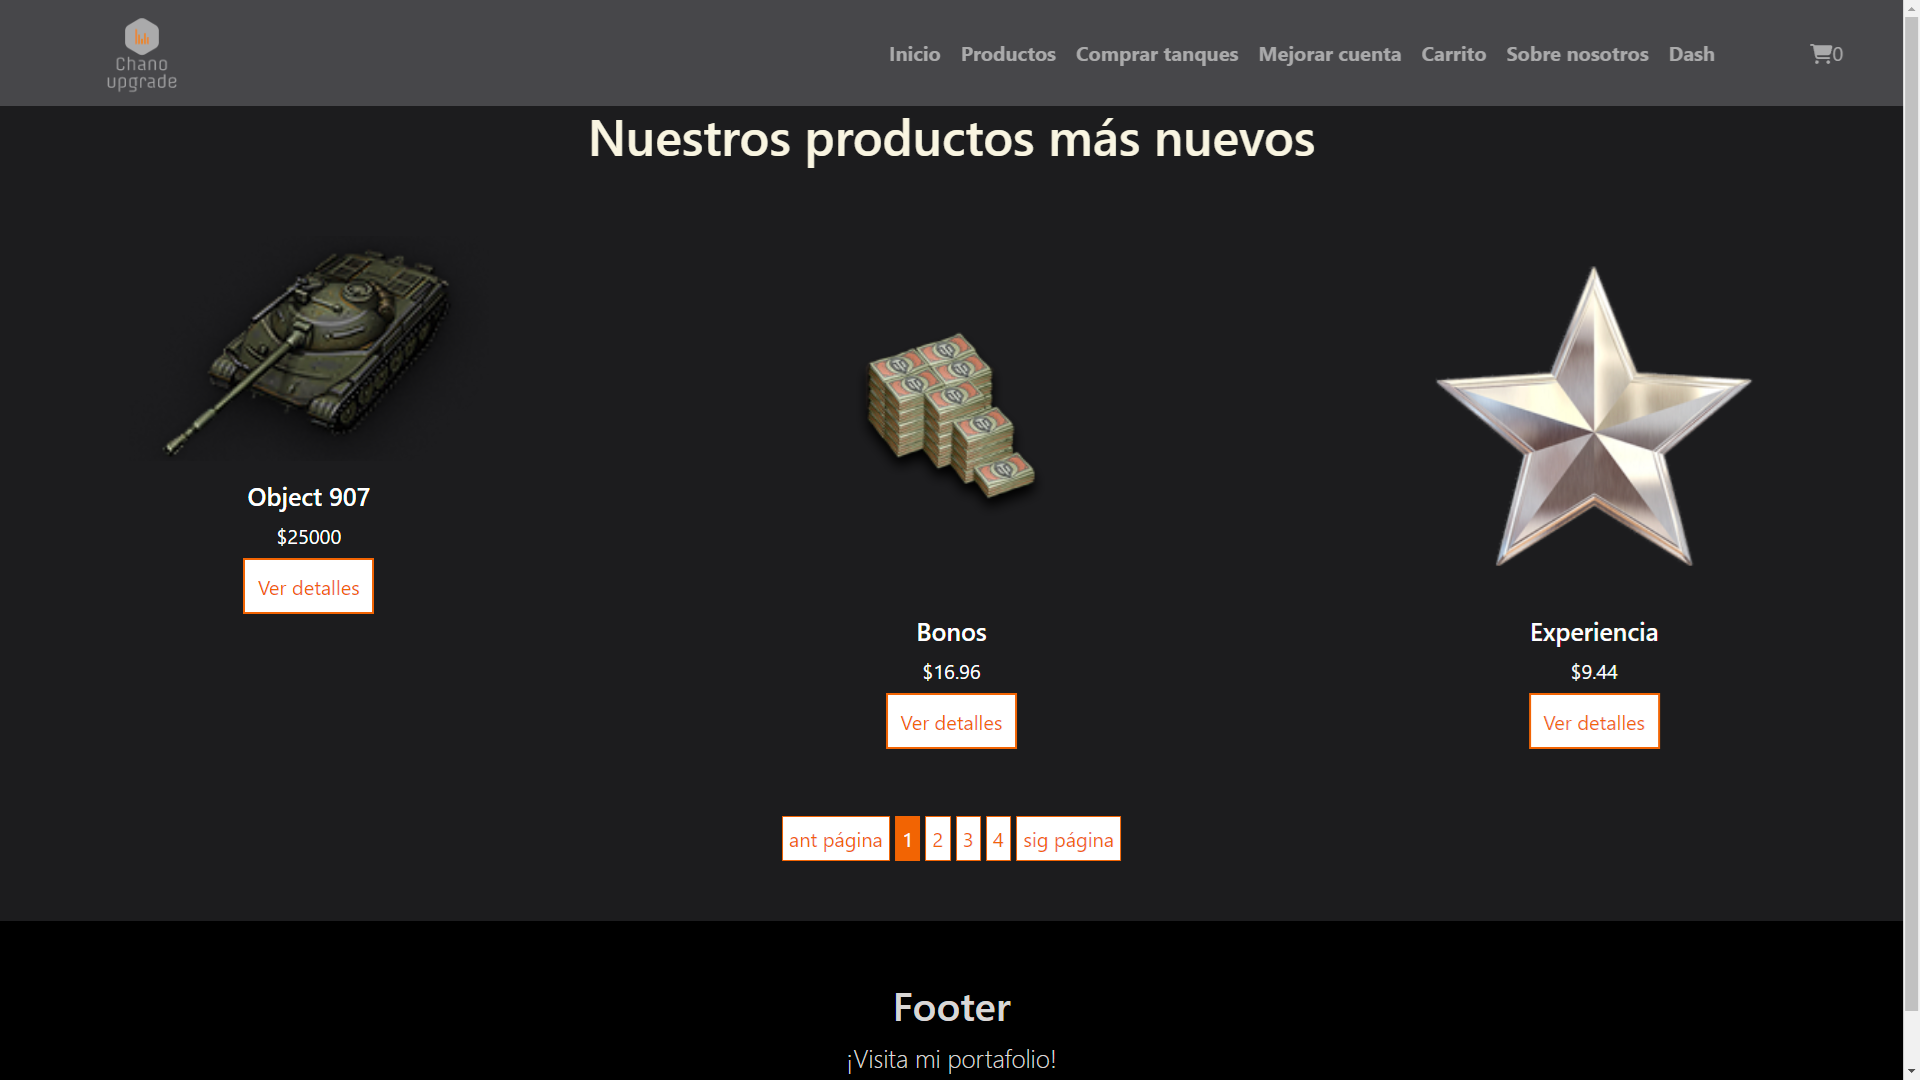 Chano
upgrade
Inicio Productos Comprar tanques Mejorar cuenta Carrito Sobre nosotros Dash 0
Nuestros productos más nuevos
Object 907
$25000
Ver detalles
Bonos
$16.96
Ver detalles
Experiencia
$9.44
Ver detalles
ant página 1 2 3 4 sig página
Footer
¡Visita mi portafolio!